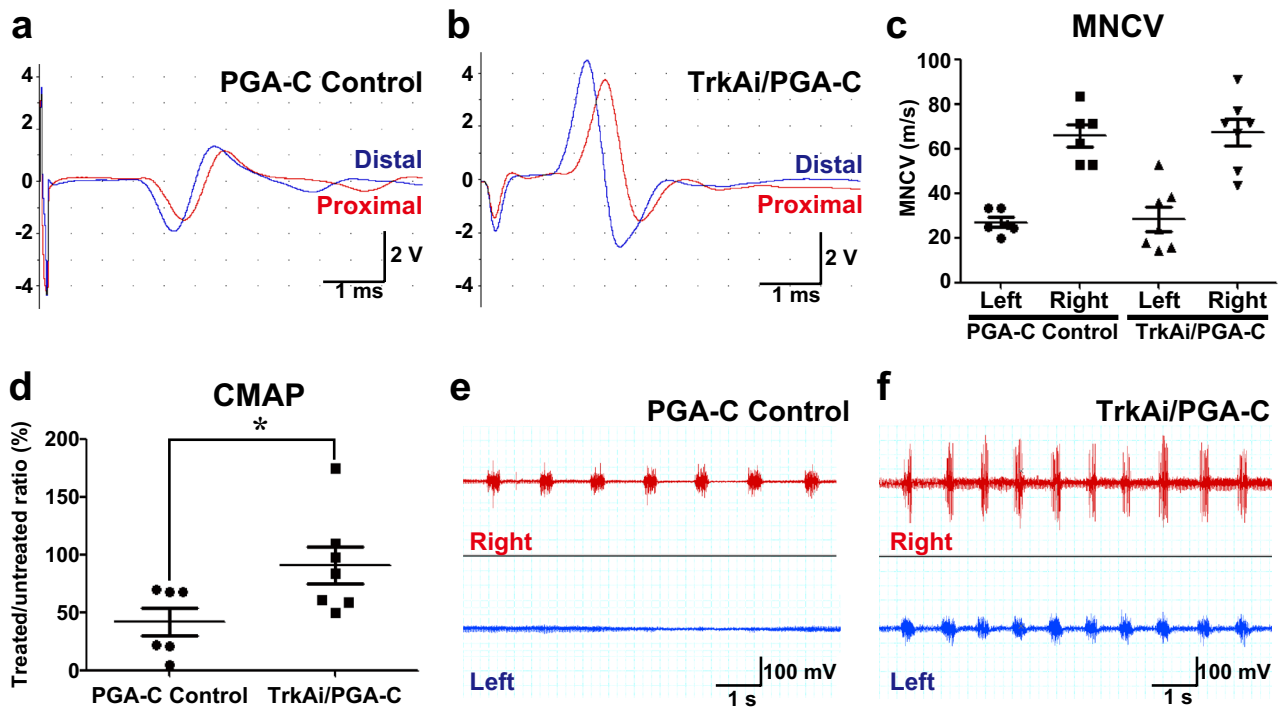 a
PGA-C Control
4
2
0
-2
-4
Distal
Proximal
2 V
1 ms
b
TrkAi/PGA-C
4
2
0
-2
-4
Distal
Proximal
2 V
1 ms
c
MNCV
MNCV (m/s)
100
80
60
40
20
0
Left Right Left Right
PGA-C Control TrkAi/PGA-C
d
CMAP
*
Treated/untreated ratio (%)
200
150
100
50
0
PGA-C Control TrkAi/PGA-C
e
PGA-C Control
Right
Left
100 mV
1 s
f
TrkAi/PGA-C
Right
Left
100 mV
1 s